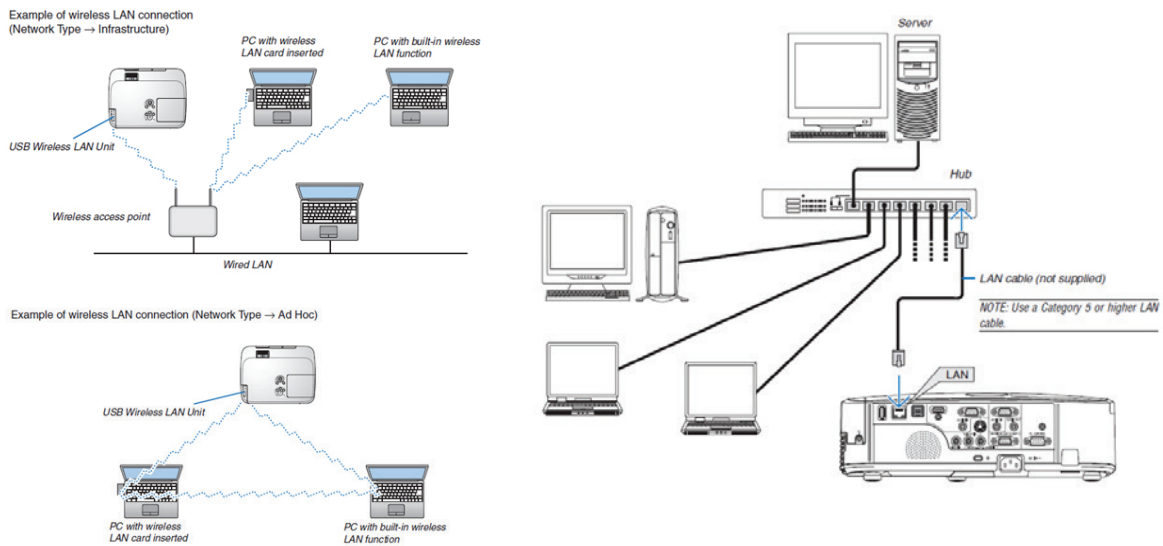 Example of wireless LAN connection
(Network Type → Infrastructure)
PC with wireless
LAN card inserted
PC with built-in wireless
LAN function
USB Wireless LAN Unit
Wireless access point
Wired LAN
Example of wireless LAN connection (Network Type → Ad Hoc)
USB Wireless LAN Unit
PC with wireless
LAN card inserted
PC with built-in wireless
LAN function
Server
Hub
LAN cable (not supplied)
NOTE: Use a Category 5 or higher LAN
cable.
LAN